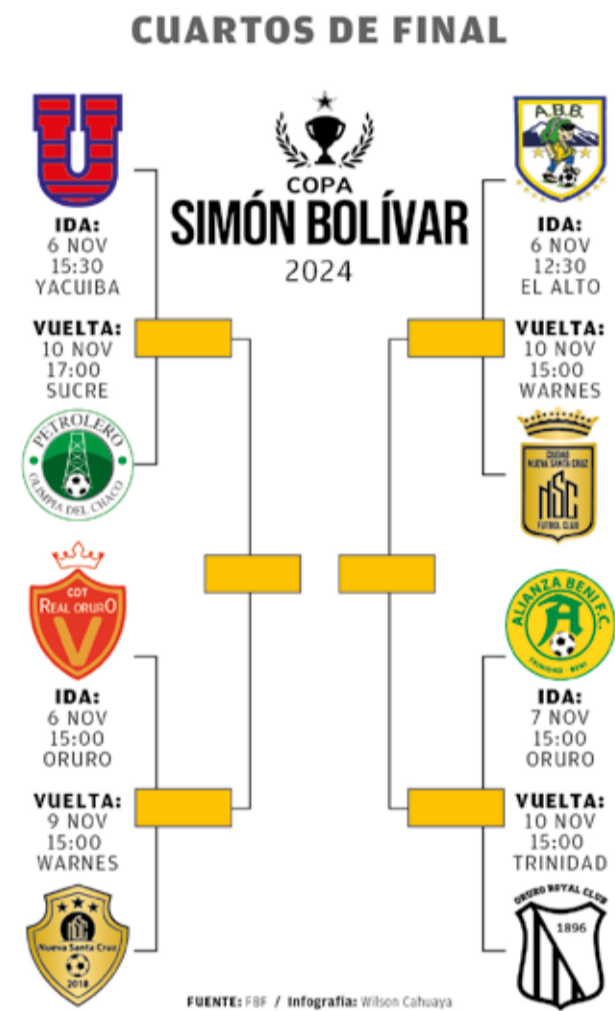 CUARTOS DE FINAL
COPA
SIMÓN BOLÍVAR
2024
U
IDA:
6 NOV
15:30
YACUIBA
VUELTA:
10 NOV
17:00
SUCRE
PETROLERO
OLIMPIA DEL CHACO
CDT
REAL ORURO
V
IDA:
6 NOV
15:00
ORURO
VUELTA:
9 NOV
15:00
WARNES
NSC
Nueva Santa Cruz
2018
A.B.B.
IDA:
6 NOV
12:30
EL ALTO
VUELTA:
10 NOV
15:00
WARNES
CIUDAD
NUEVA SANTA CRUZ
NSC
FUTBOL CLUB
ALIANZA BENI F.C.
A
TRINIDAD - BENI
IDA:
7 NOV
15:00
ORURO
VUELTA:
10 NOV
15:00
TRINIDAD
ORURO ROYAL CLUB
1896
FUENTE: FBF / Infografía: Wilson Cahuaya